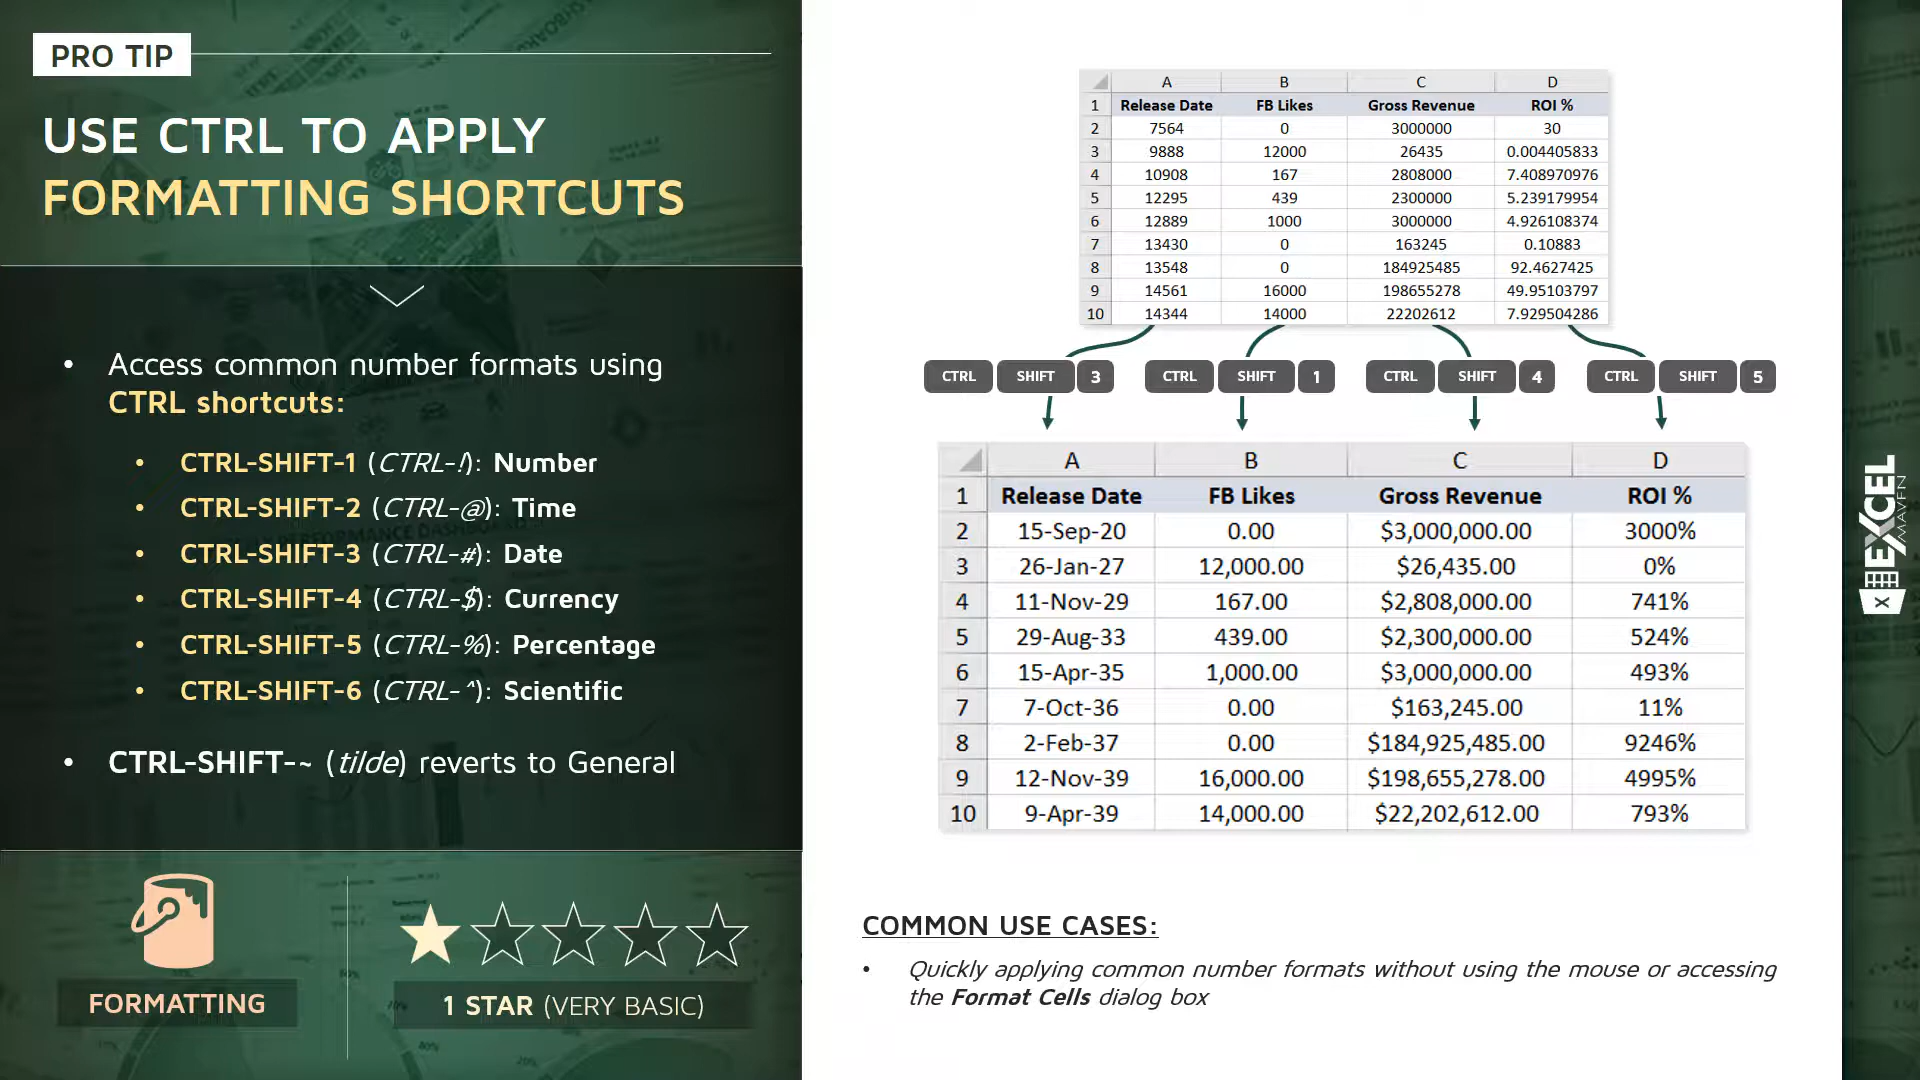 PRO TIP
USE CTRL TO APPLY
FORMATTING SHORTCUTS
• Access common number formats using
CTRL shortcuts:
• CTRL-SHIFT-1 (CTRL-!): Number
• CTRL-SHIFT-2 (CTRL-@): Time
• CTRL-SHIFT-3 (CTRL-#): Date
• CTRL-SHIFT-4 (CTRL-$): Currency
• CTRL-SHIFT-5 (CTRL-%): Percentage
• CTRL-SHIFT-6 (CTRL-^): Scientific
• CTRL-SHIFT-~ (tilde) reverts to General
FORMATTING
1 STAR (VERY BASIC)
A B C D
1 Release Date FB Likes Gross Revenue ROI %
2 7564 0 3000000 30
3 9888 12000 26435 0.004405833
4 10908 167 2808000 7.408970976
5 12295 439 2300000 5.239179954
6 12889 1000 3000000 4.926108374
7 13430 0 163245 0.10883
8 13548 0 184925485 92.4627425
9 14561 16000 198655278 49.95103797
10 14344 14000 22202612 7.929504286
CTRL SHIFT 3 CTRL SHIFT 1 CTRL SHIFT 4 CTRL SHIFT 5
A B C D
1 Release Date FB Likes Gross Revenue ROI %
2 15-Sep-20 0.00 $3,000,000.00 3000%
3 26-Jan-27 12,000.00 $26,435.00 0%
4 11-Nov-29 167.00 $2,808,000.00 741%
5 29-Aug-33 439.00 $2,300,000.00 524%
6 15-Apr-35 1,000.00 $3,000,000.00 493%
7 7-Oct-36 0.00 $163,245.00 11%
8 2-Feb-37 0.00 $184,925,485.00 9246%
9 12-Nov-39 16,000.00 $198,655,278.00 4995%
10 9-Apr-39 14,000.00 $22,202,612.00 793%
COMMON USE CASES:
• Quickly applying common number formats without using the mouse or accessing
the Format Cells dialog box
X EXCEL
MAVEN